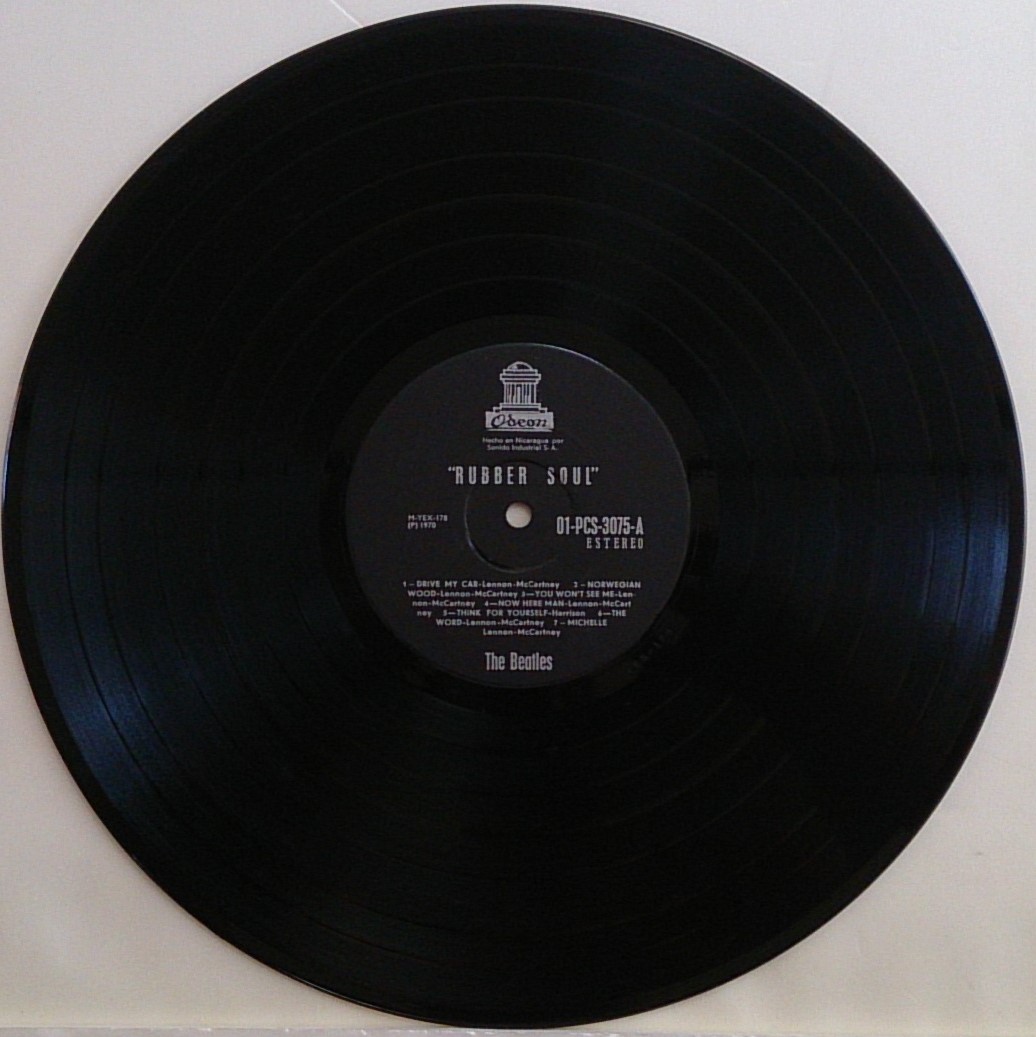 Odeon
Hecho en Nicaragua por
Sonido Industrial S. A.
"RUBBER SOUL"
M-YEX-178
(P) 1970
01-PCS-3075-A
ESTEREO
1 – DRIVE MY CAR-Lennon-McCartney 2 – NORWEGIAN
WOOD-Lennon-McCartney 3—YOU WON'T SEE ME-Len-
non-McCartney 4—NOW HERE MAN-Lennon-McCart
ney 5—THINK FOR YOURSELF-Harrison 6—THE
WORD-Lennon-McCartney 7 – MICHELLE
Lennon-McCartney
The Beatles